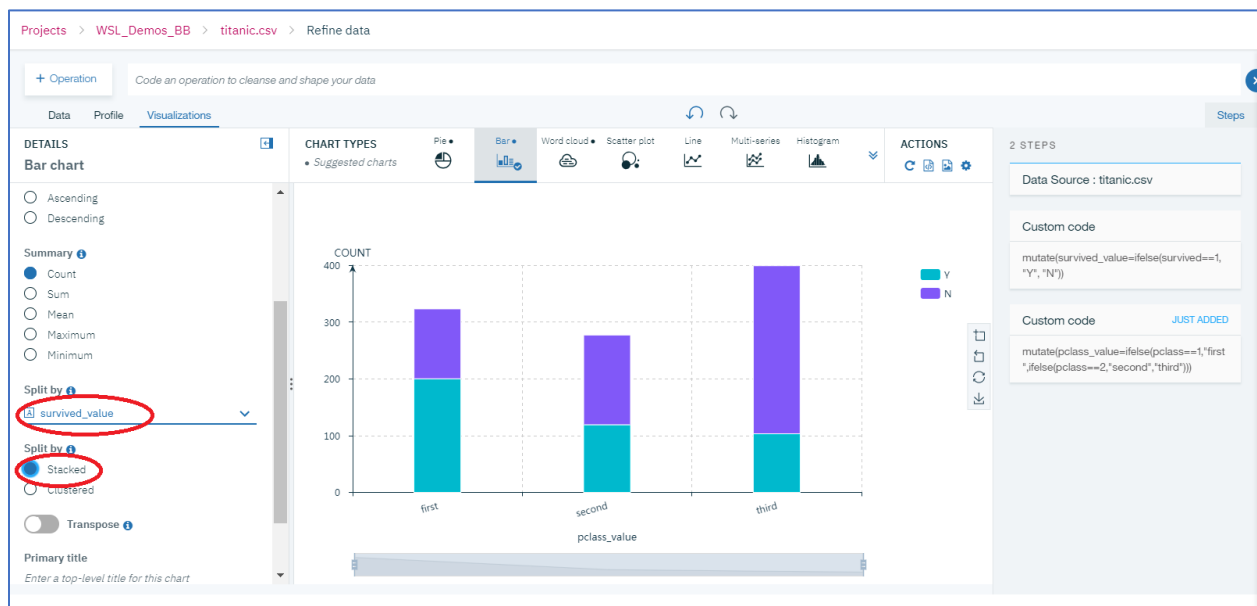 Projects > WSL_Demos_BB > titanic.csv > Refine data
+ Operation
Code an operation to cleanse and shape your data
Data Profile Visualizations
Steps
DETAILS
Bar chart
Ascending
Descending
Summary
Count
Sum
Mean
Maximum
Minimum
Split by
A survived_value
Split by
Stacked
Clustered
Transpose
Primary title
Enter a top-level title for this chart
CHART TYPES
• Suggested charts
Pie •
Bar •
Word cloud •
Scatter plot
Line
Multi-series
Histogram
ACTIONS
COUNT
400
300
200
100
0
first
second
third
pclass_value
Y
N
2 STEPS
Data Source : titanic.csv
Custom code
mutate(survived_value=ifelse(survived==1,
"Y", "N"))
Custom code JUST ADDED
mutate(pclass_value=ifelse(pclass==1,"first
",ifelse(pclass==2,"second","third")))